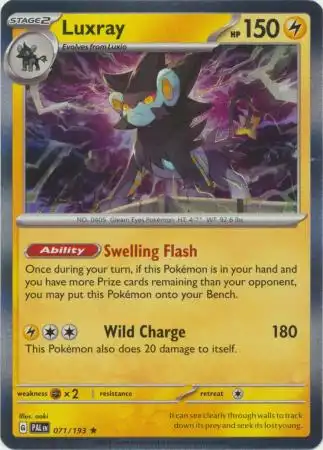 STAGE2 Luxray HP 150
Evolves from Luxio
NO. 0405 Gleam Eyes Pokémon HT: 4'7" WT: 92.6 lbs
Ability Swelling Flash
Once during your turn, if this Pokémon is in your hand and
you have more Prize cards remaining than your opponent,
you may put this Pokémon onto your Bench.
Wild Charge 180
This Pokémon also does 20 damage to itself.
weakness ×2 resistance retreat
Illus. aoki
G PAL EN 071/193
It can see clearly through walls to track
down its prey and seek its lost young.